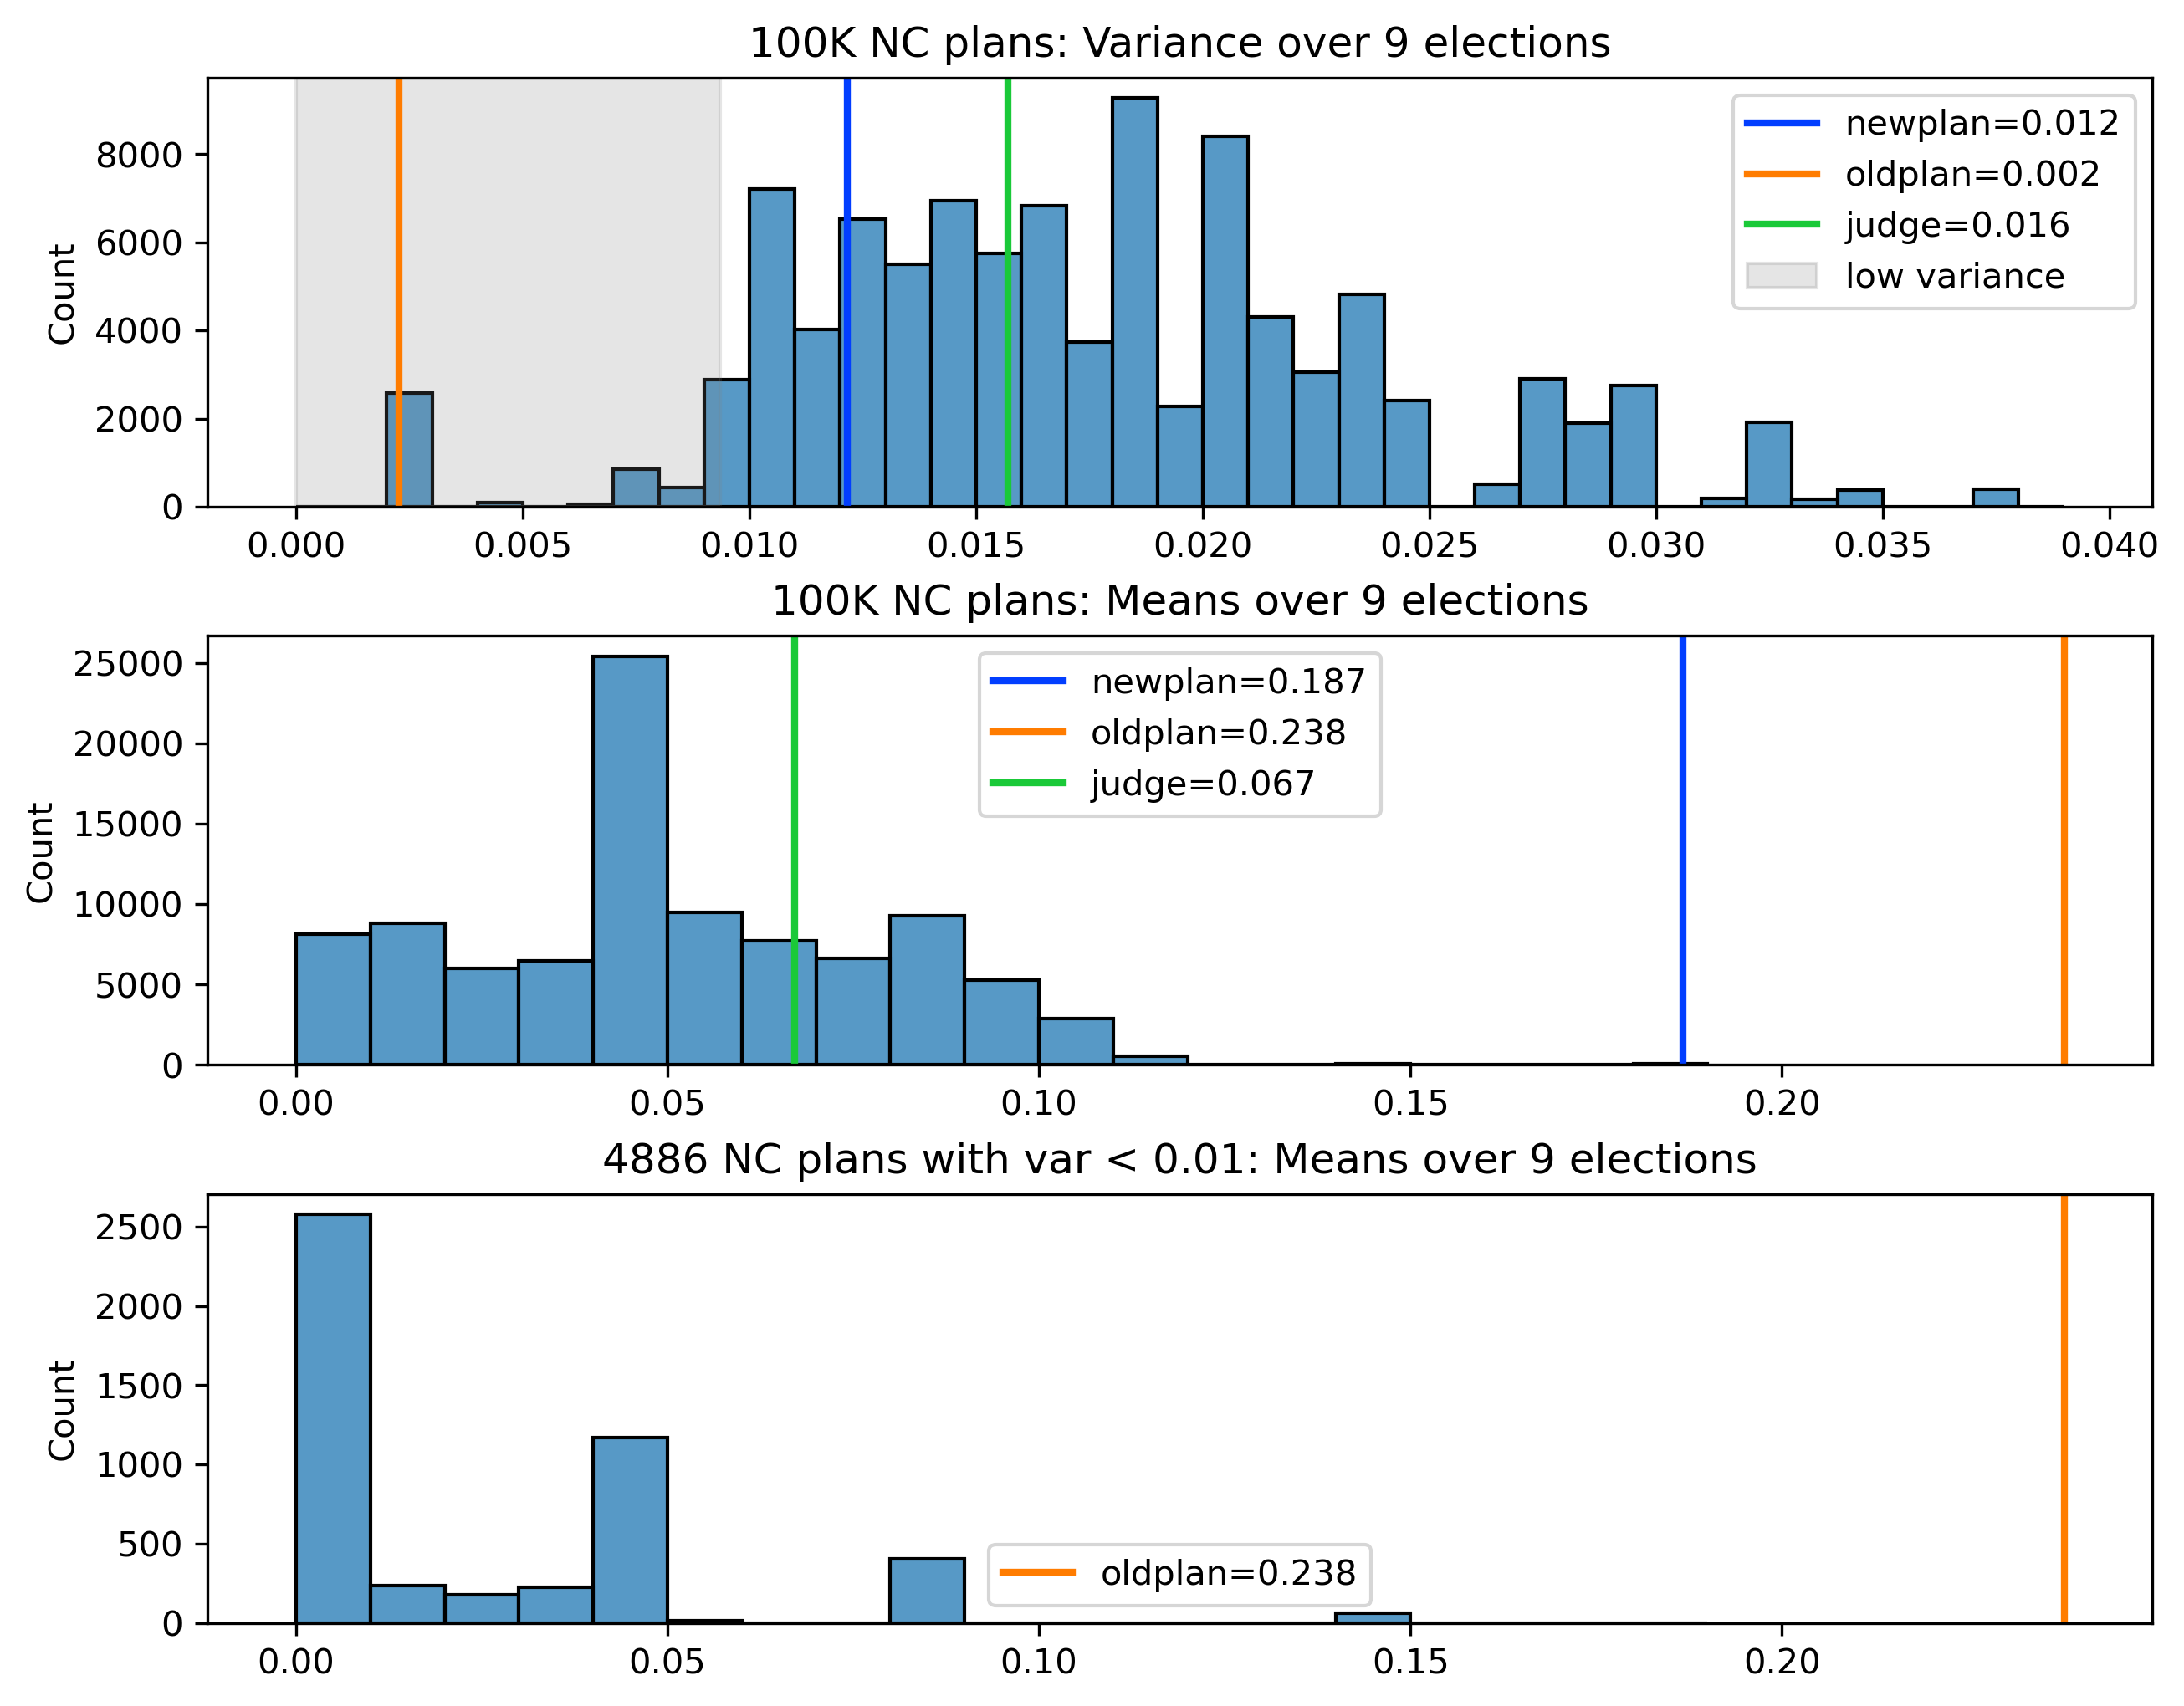 100K NC plans: Variance over 9 elections
Count
8000
6000
4000
2000
0
newplan=0.012
oldplan=0.002
judge=0.016
low variance
0.000 0.005 0.010 0.015 0.020 0.025 0.030 0.035 0.040
100K NC plans: Means over 9 elections
Count
25000
20000
15000
10000
5000
0
newplan=0.187
oldplan=0.238
judge=0.067
0.00 0.05 0.10 0.15 0.20
4886 NC plans with var < 0.01: Means over 9 elections
Count
2500
2000
1500
1000
500
0
oldplan=0.238
0.00 0.05 0.10 0.15 0.20